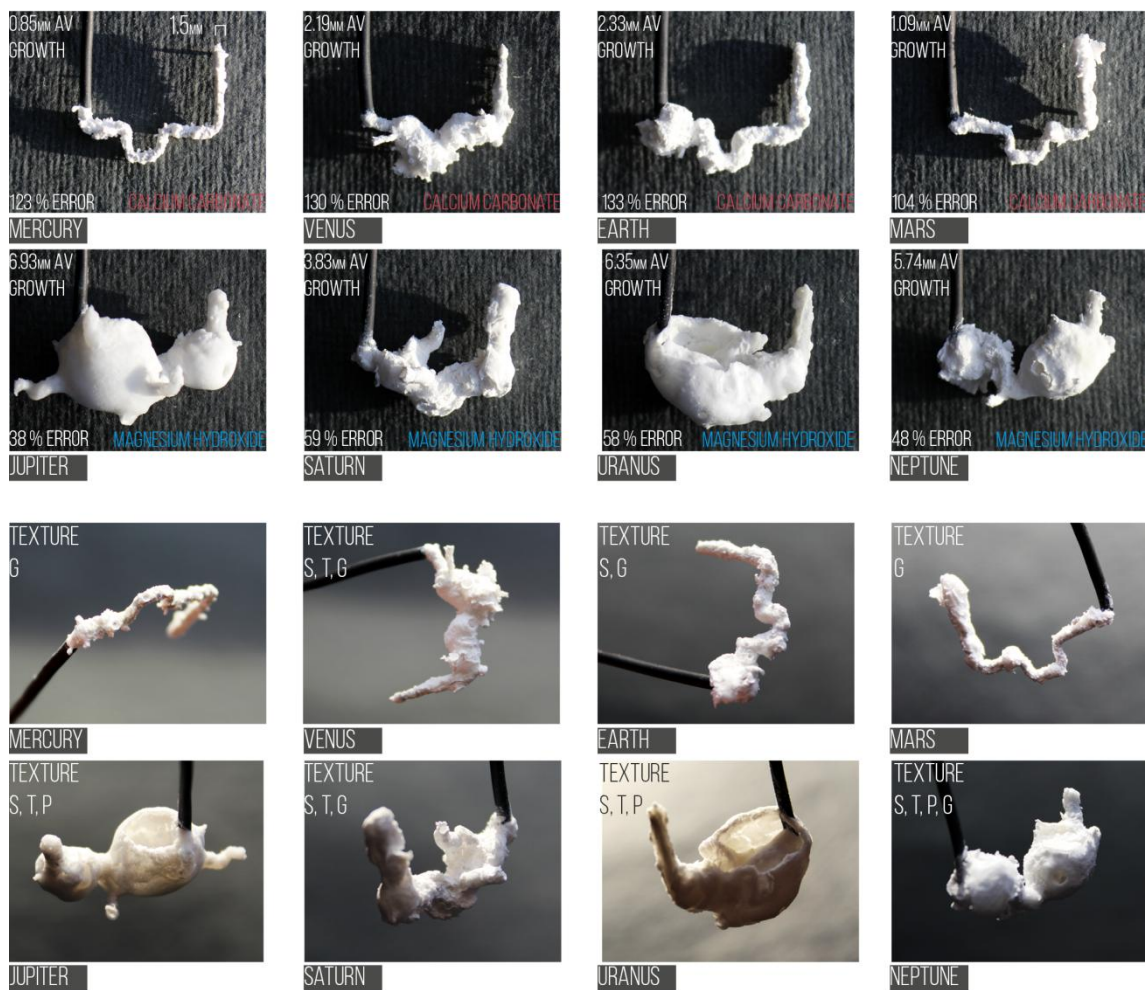 0.85MM AV
1.5MM
GROWTH
123 % ERROR
CALCIUM CARBONATE
MERCURY
2.19MM AV
GROWTH
130 % ERROR
CALCIUM CARBONATE
VENUS
2.33MM AV
GROWTH
133 % ERROR
CALCIUM CARBONATE
EARTH
1.09MM AV
GROWTH
104 % ERROR
CALCIUM CARBONATE
MARS
6.93MM AV
GROWTH
38 % ERROR
MAGNESIUM HYDROXIDE
JUPITER
3.83MM AV
GROWTH
59 % ERROR
MAGNESIUM HYDROXIDE
SATURN
6.35MM AV
GROWTH
58 % ERROR
MAGNESIUM HYDROXIDE
URANUS
5.74MM AV
GROWTH
48 % ERROR
MAGNESIUM HYDROXIDE
NEPTUNE
TEXTURE
G
MERCURY
TEXTURE
S, T, G
VENUS
TEXTURE
S, G
EARTH
TEXTURE
G
MARS
TEXTURE
S, T, P
JUPITER
TEXTURE
S, T, G
SATURN
TEXTURE
S, T, P
URANUS
TEXTURE
S, T, P, G
NEPTUNE